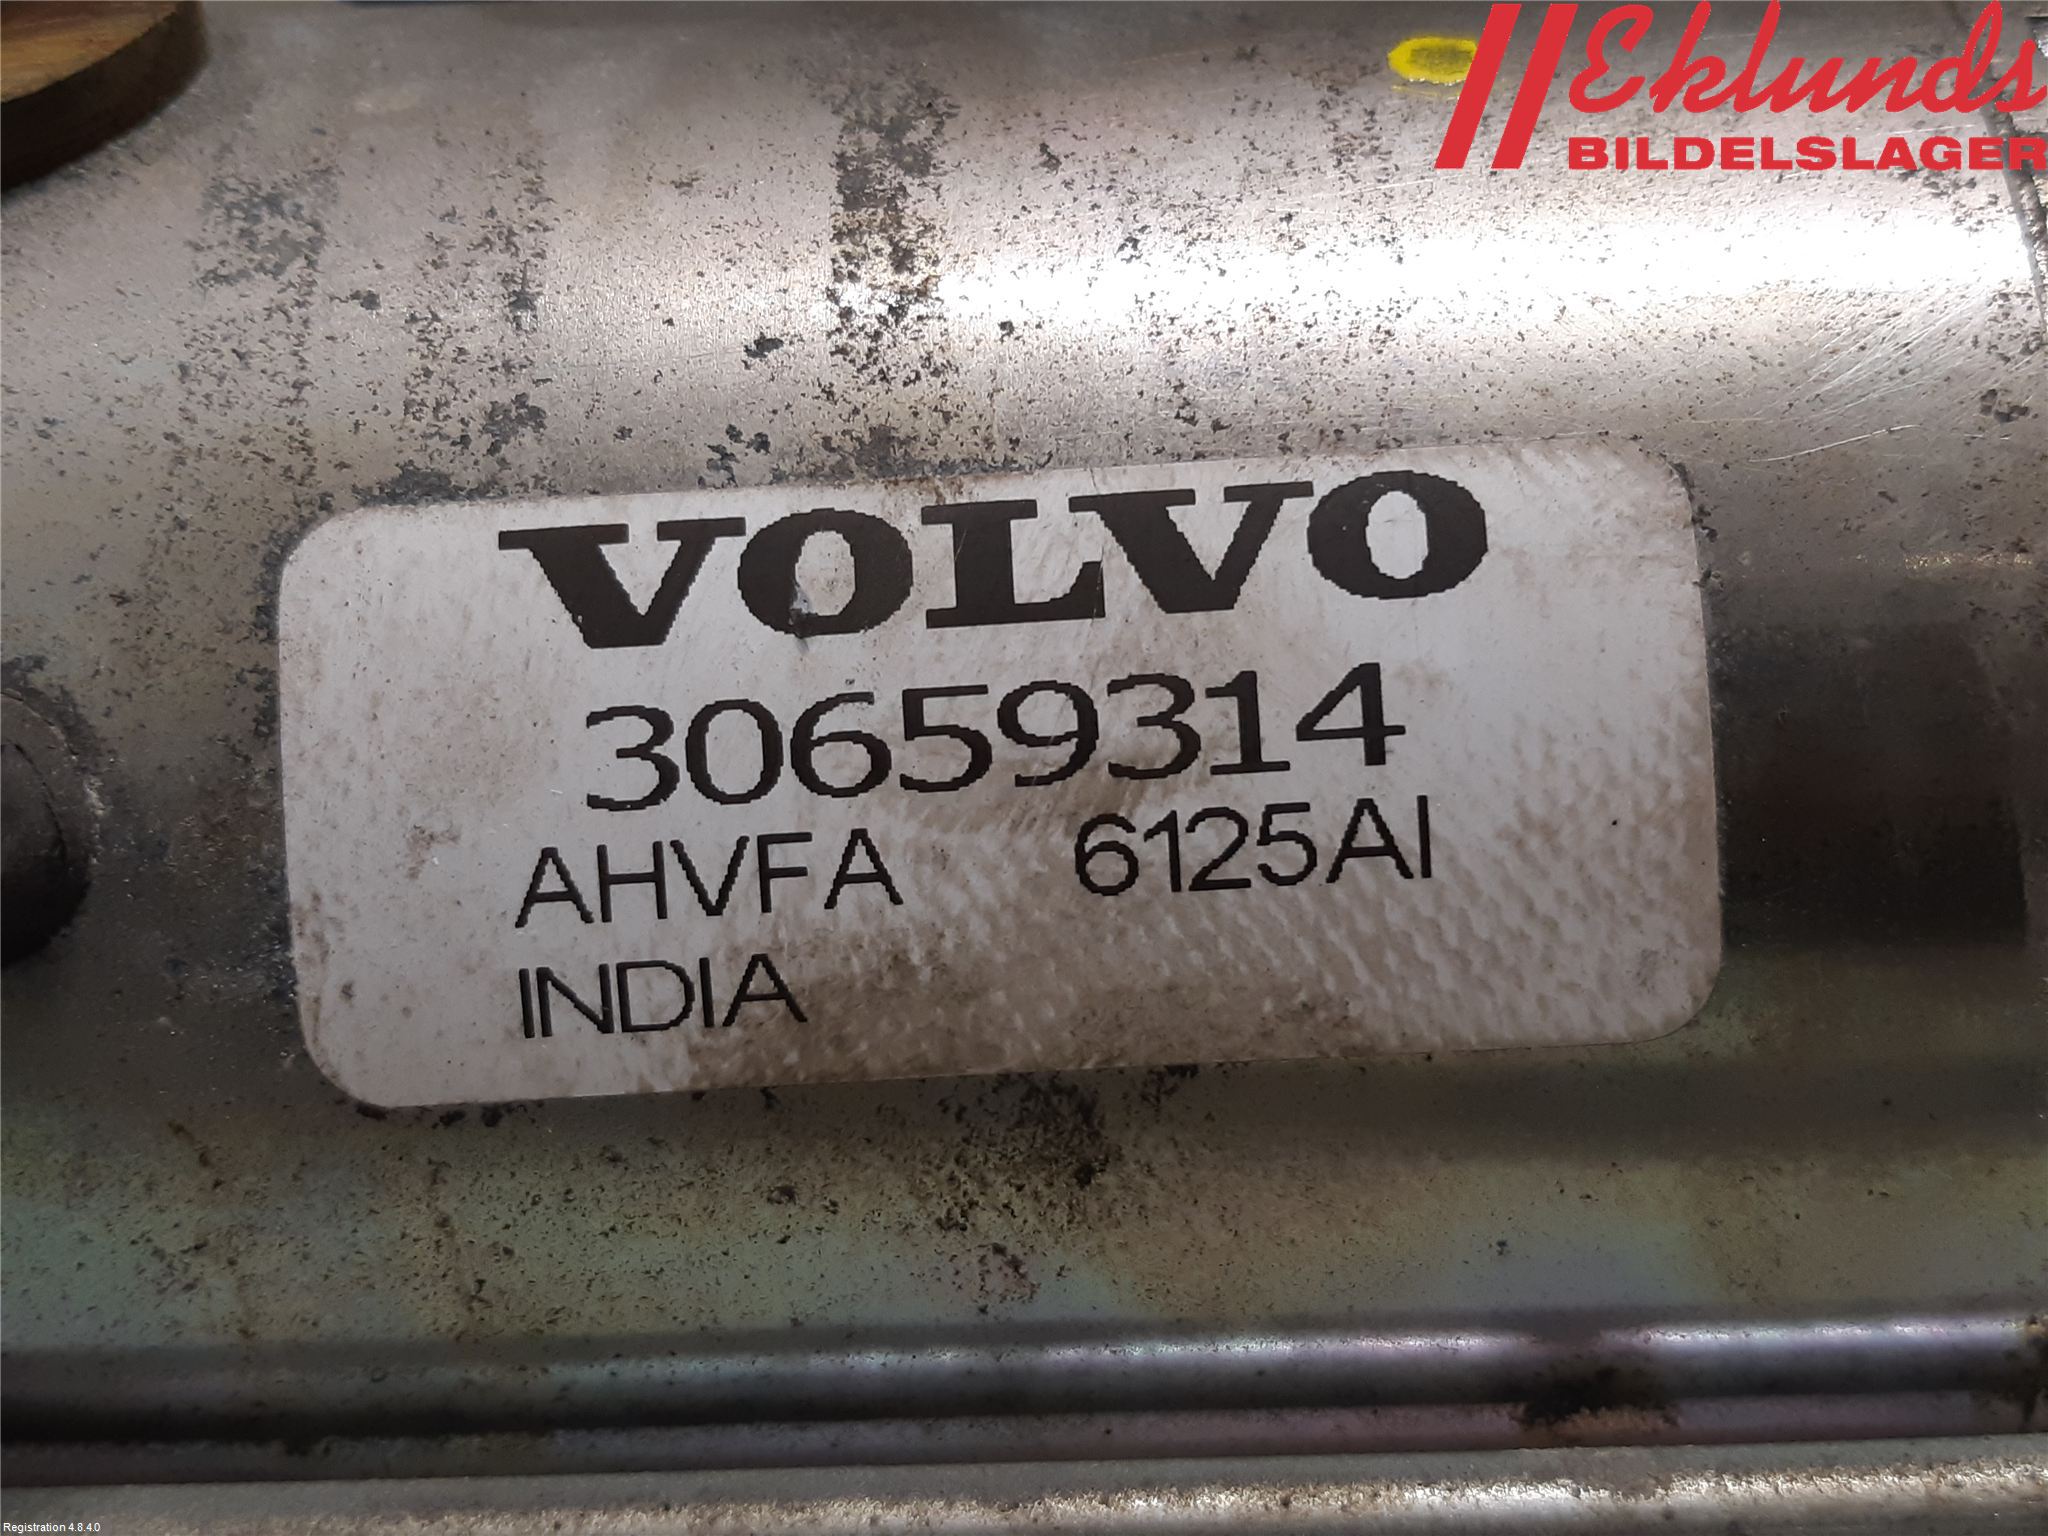 Eklunds
BILDELSLAGER
VOLVO
30659314
AHVFA 6125AI
INDIA
Registration 4.8.4.0